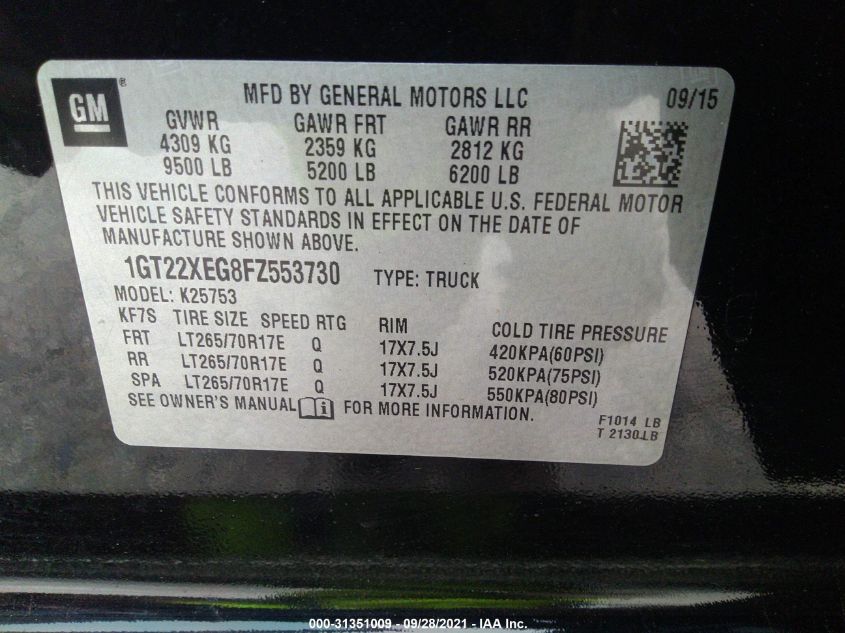 GM ® MFD BY GENERAL MOTORS LLC 09/15
GVWR GAWR FRT GAWR RR
4309 KG 2359 KG 2812 KG
9500 LB 5200 LB 6200 LB
THIS VEHICLE CONFORMS TO ALL APPLICABLE U.S. FEDERAL MOTOR
VEHICLE SAFETY STANDARDS IN EFFECT ON THE DATE OF
MANUFACTURE SHOWN ABOVE.
1GT22XEG8FZ553730 TYPE: TRUCK
MODEL: K25753
KF7S TIRE SIZE SPEED RTG RIM COLD TIRE PRESSURE
FRT LT265/70R17E Q 17X7.5J 420KPA(60PSI)
RR LT265/70R17E Q 17X7.5J 520KPA(75PSI)
SPA LT265/70R17E Q 17X7.5J 550KPA(80PSI)
SEE OWNER'S MANUAL i FOR MORE INFORMATION.
F1014 LB
T 2130LB
000-31351009 - 09/28/2021 - IAA Inc.